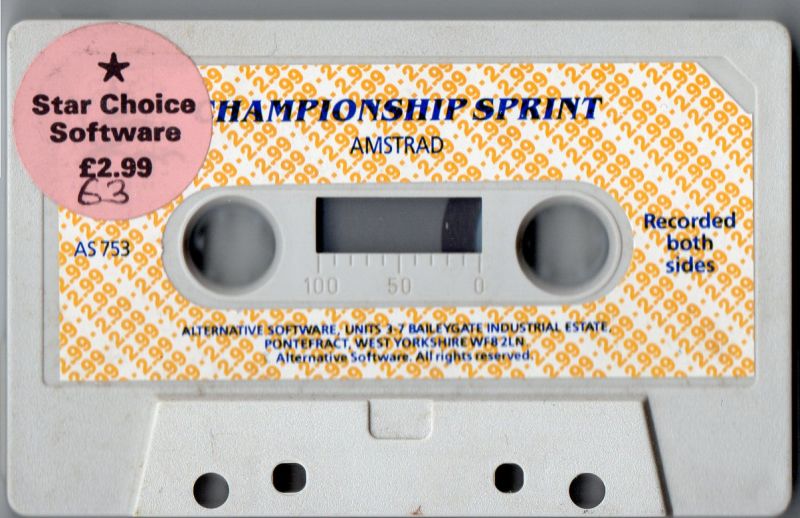 Star Choice
Software
£2.99
63
CHAMPIONSHIP SPRINT
AMSTRAD
AS 753
Recorded
both
sides
100 50 0
ALTERNATIVE SOFTWARE, UNITS 3-7 BAILEYGATE INDUSTRIAL ESTATE,
PONTEFRACT, WEST YORKSHIRE WF8 2LN
Alternative Software. All rights reserved.